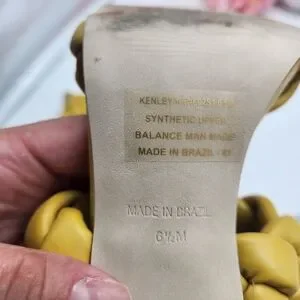 KENLEY
SYNTHETIC UPPER
BALANCE MAN MADE
MADE IN BRAZIL
MADE IN BRAZIL
6½M